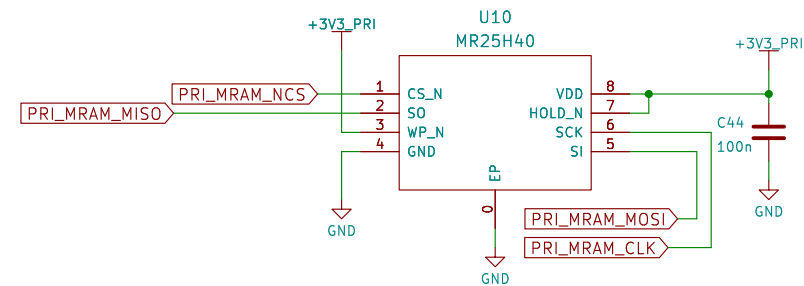 U10
MR25H40
+3V3_PRI
+3V3_PRI
PRI_MRAM_NCS 1 CS_N VDD 8
PRI_MRAM_MISO 2 SO HOLD_N 7
3 WP_N SCK 6
4 GND SI 5
C44
100n
EP
0
GND
GND
GND
PRI_MRAM_MOSI
PRI_MRAM_CLK